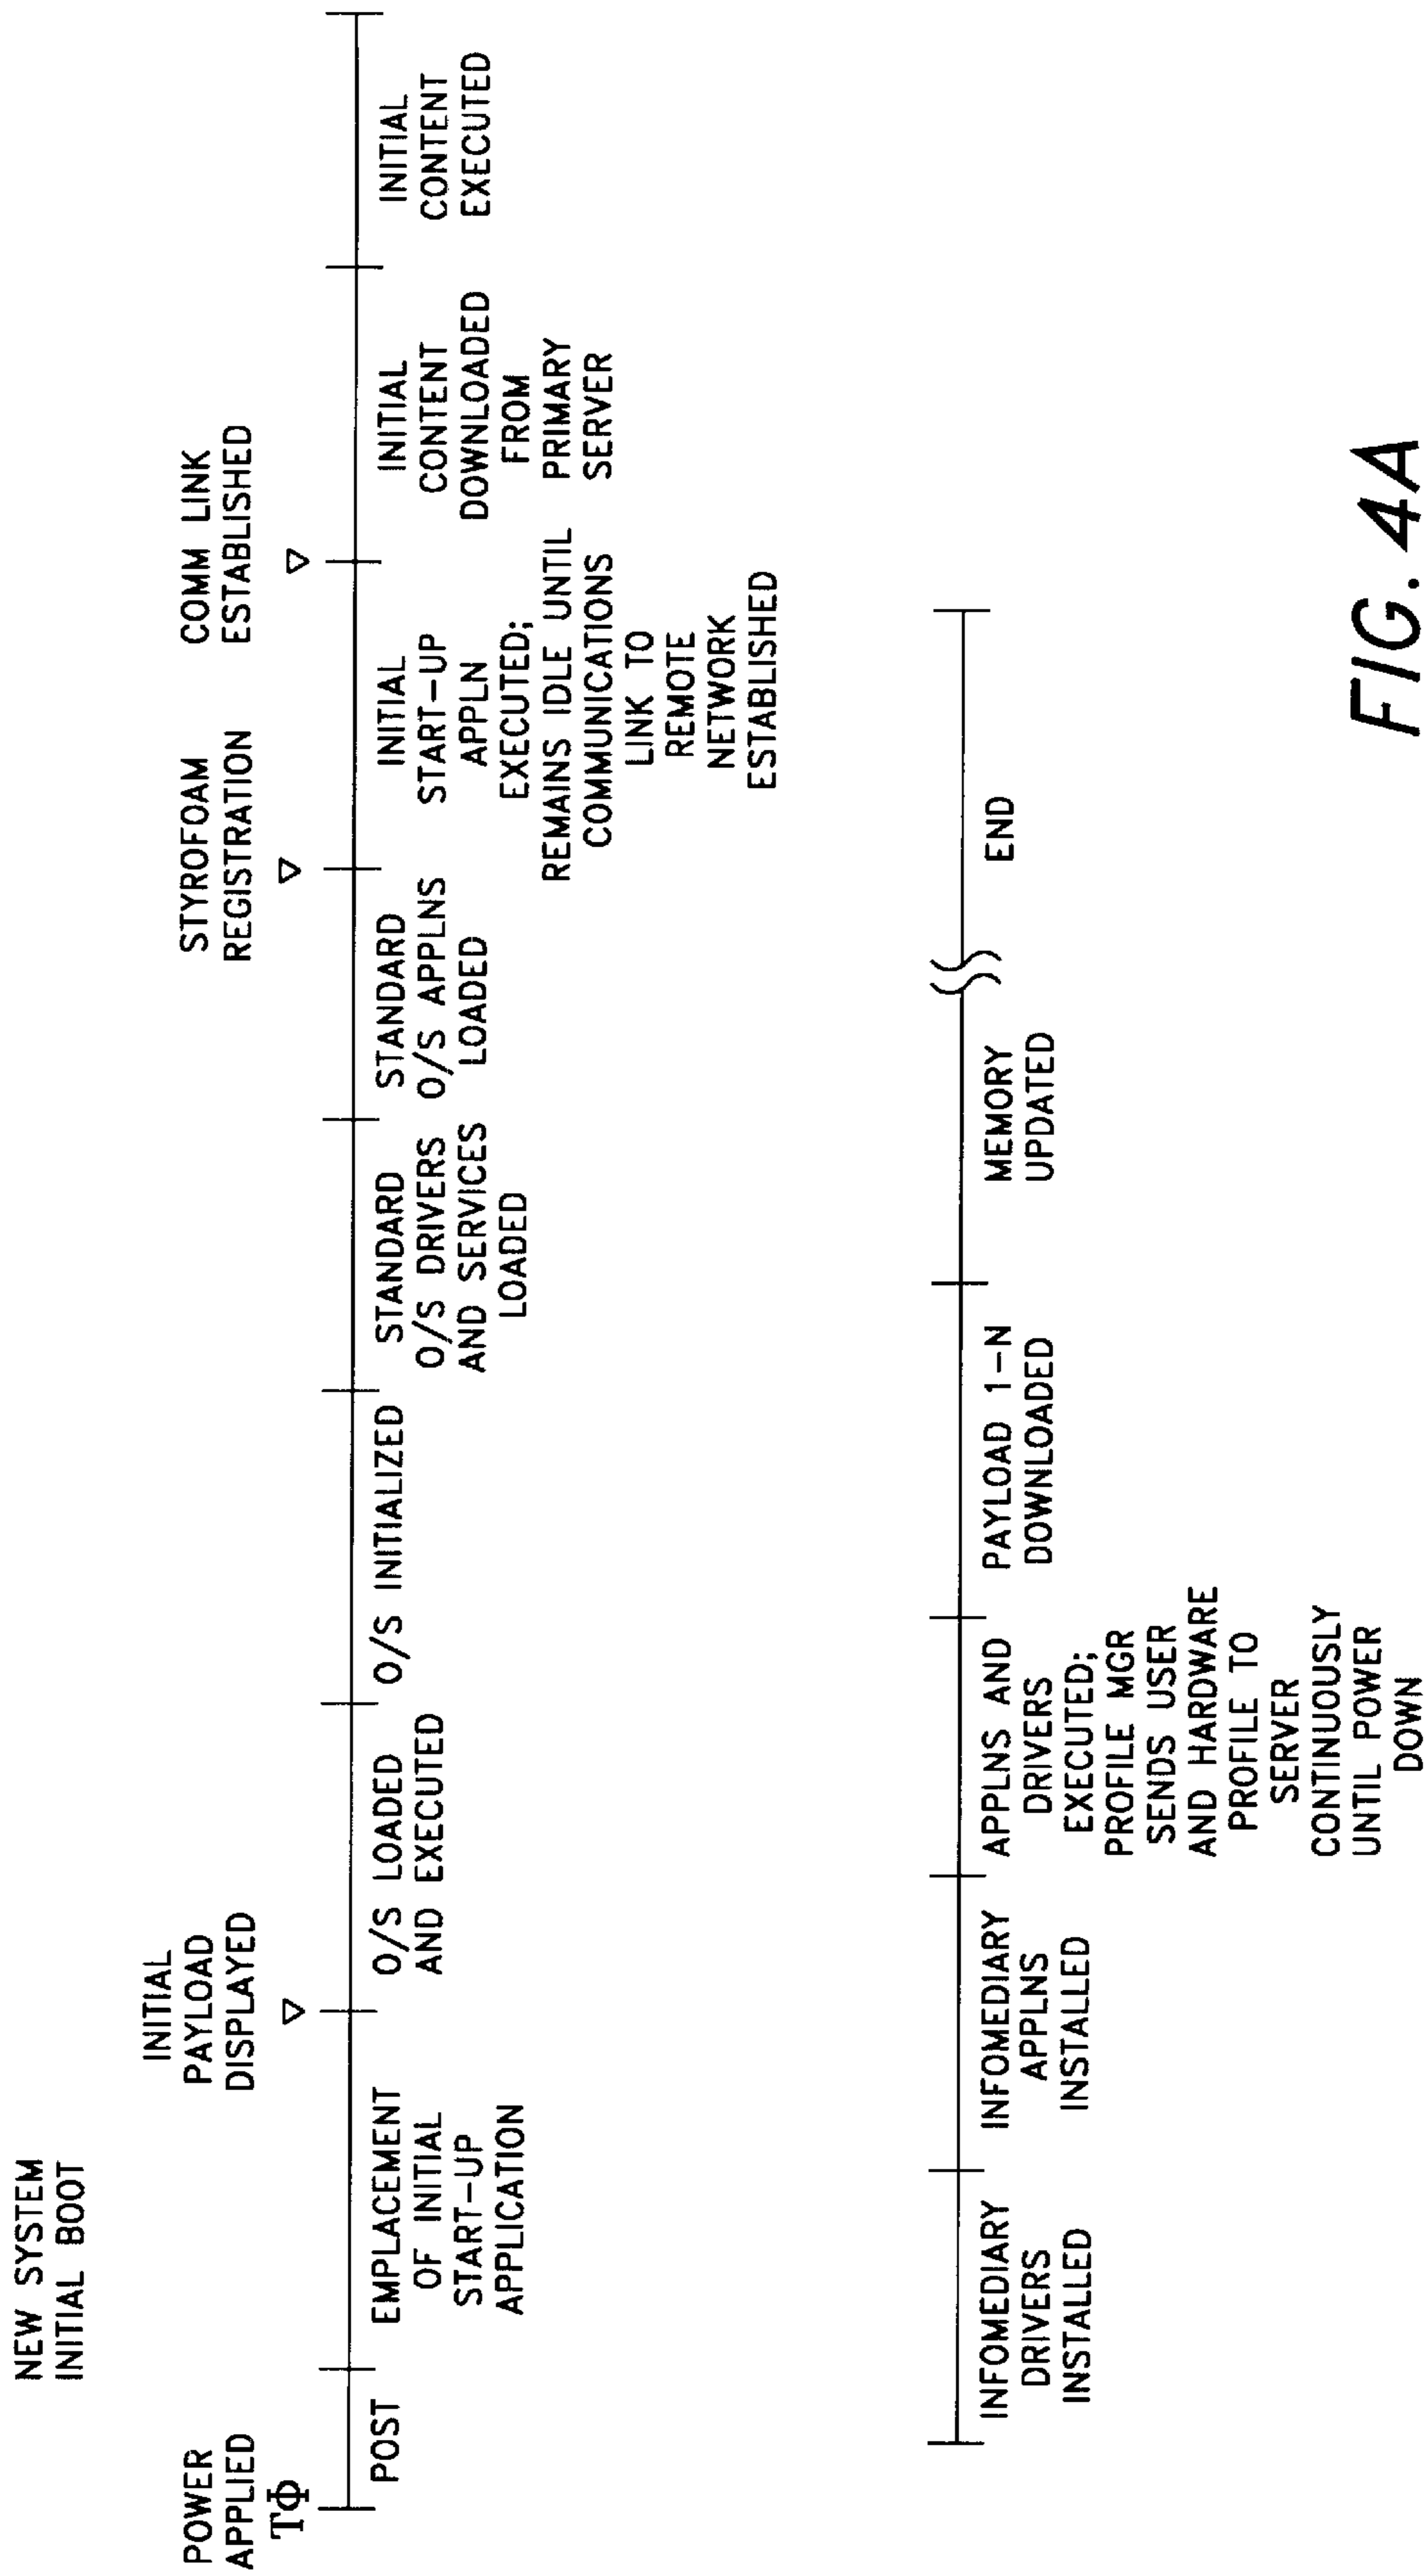 NEW SYSTEM
INITIAL BOOT
POWER
APPLIED
TΦ
INITIAL
PAYLOAD
DISPLAYED
STYROFOAM
REGISTRATION
COMM LINK
ESTABLISHED
POST
EMPLACEMENT
OF INITIAL
START-UP
APPLICATION
O/S LOADED
AND EXECUTED
O/S INITIALIZED
STANDARD
O/S DRIVERS
AND SERVICES
LOADED
STANDARD
O/S APPLNS
LOADED
INITIAL
START-UP
APPLN
EXECUTED;
REMAINS IDLE UNTIL
COMMUNICATIONS
LINK TO
REMOTE
NETWORK
ESTABLISHED
INITIAL
CONTENT
DOWNLOADED
FROM
PRIMARY
SERVER
INITIAL
CONTENT
EXECUTED
INFOMEDIARY
DRIVERS
INSTALLED
INFOMEDIARY
APPLNS
INSTALLED
APPLNS AND
DRIVERS
EXECUTED;
PROFILE MGR
SENDS USER
AND HARDWARE
PROFILE TO
SERVER
CONTINUOUSLY
UNTIL POWER
DOWN
PAYLOAD 1-N
DOWNLOADED
MEMORY
UPDATED
END
FIG. 4A